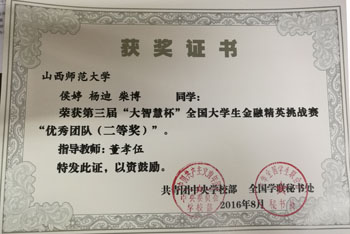 获奖证书
山西师范大学
侯婷 杨迪 柴博 同学：
荣获第三届“大智慧杯”全国大学生金融精英挑战赛
“优秀团队（二等奖）”。
指导教师：董孝伍
特发此证，以资鼓励。
共青团中央学校部 全国学联秘书处
2016年8月